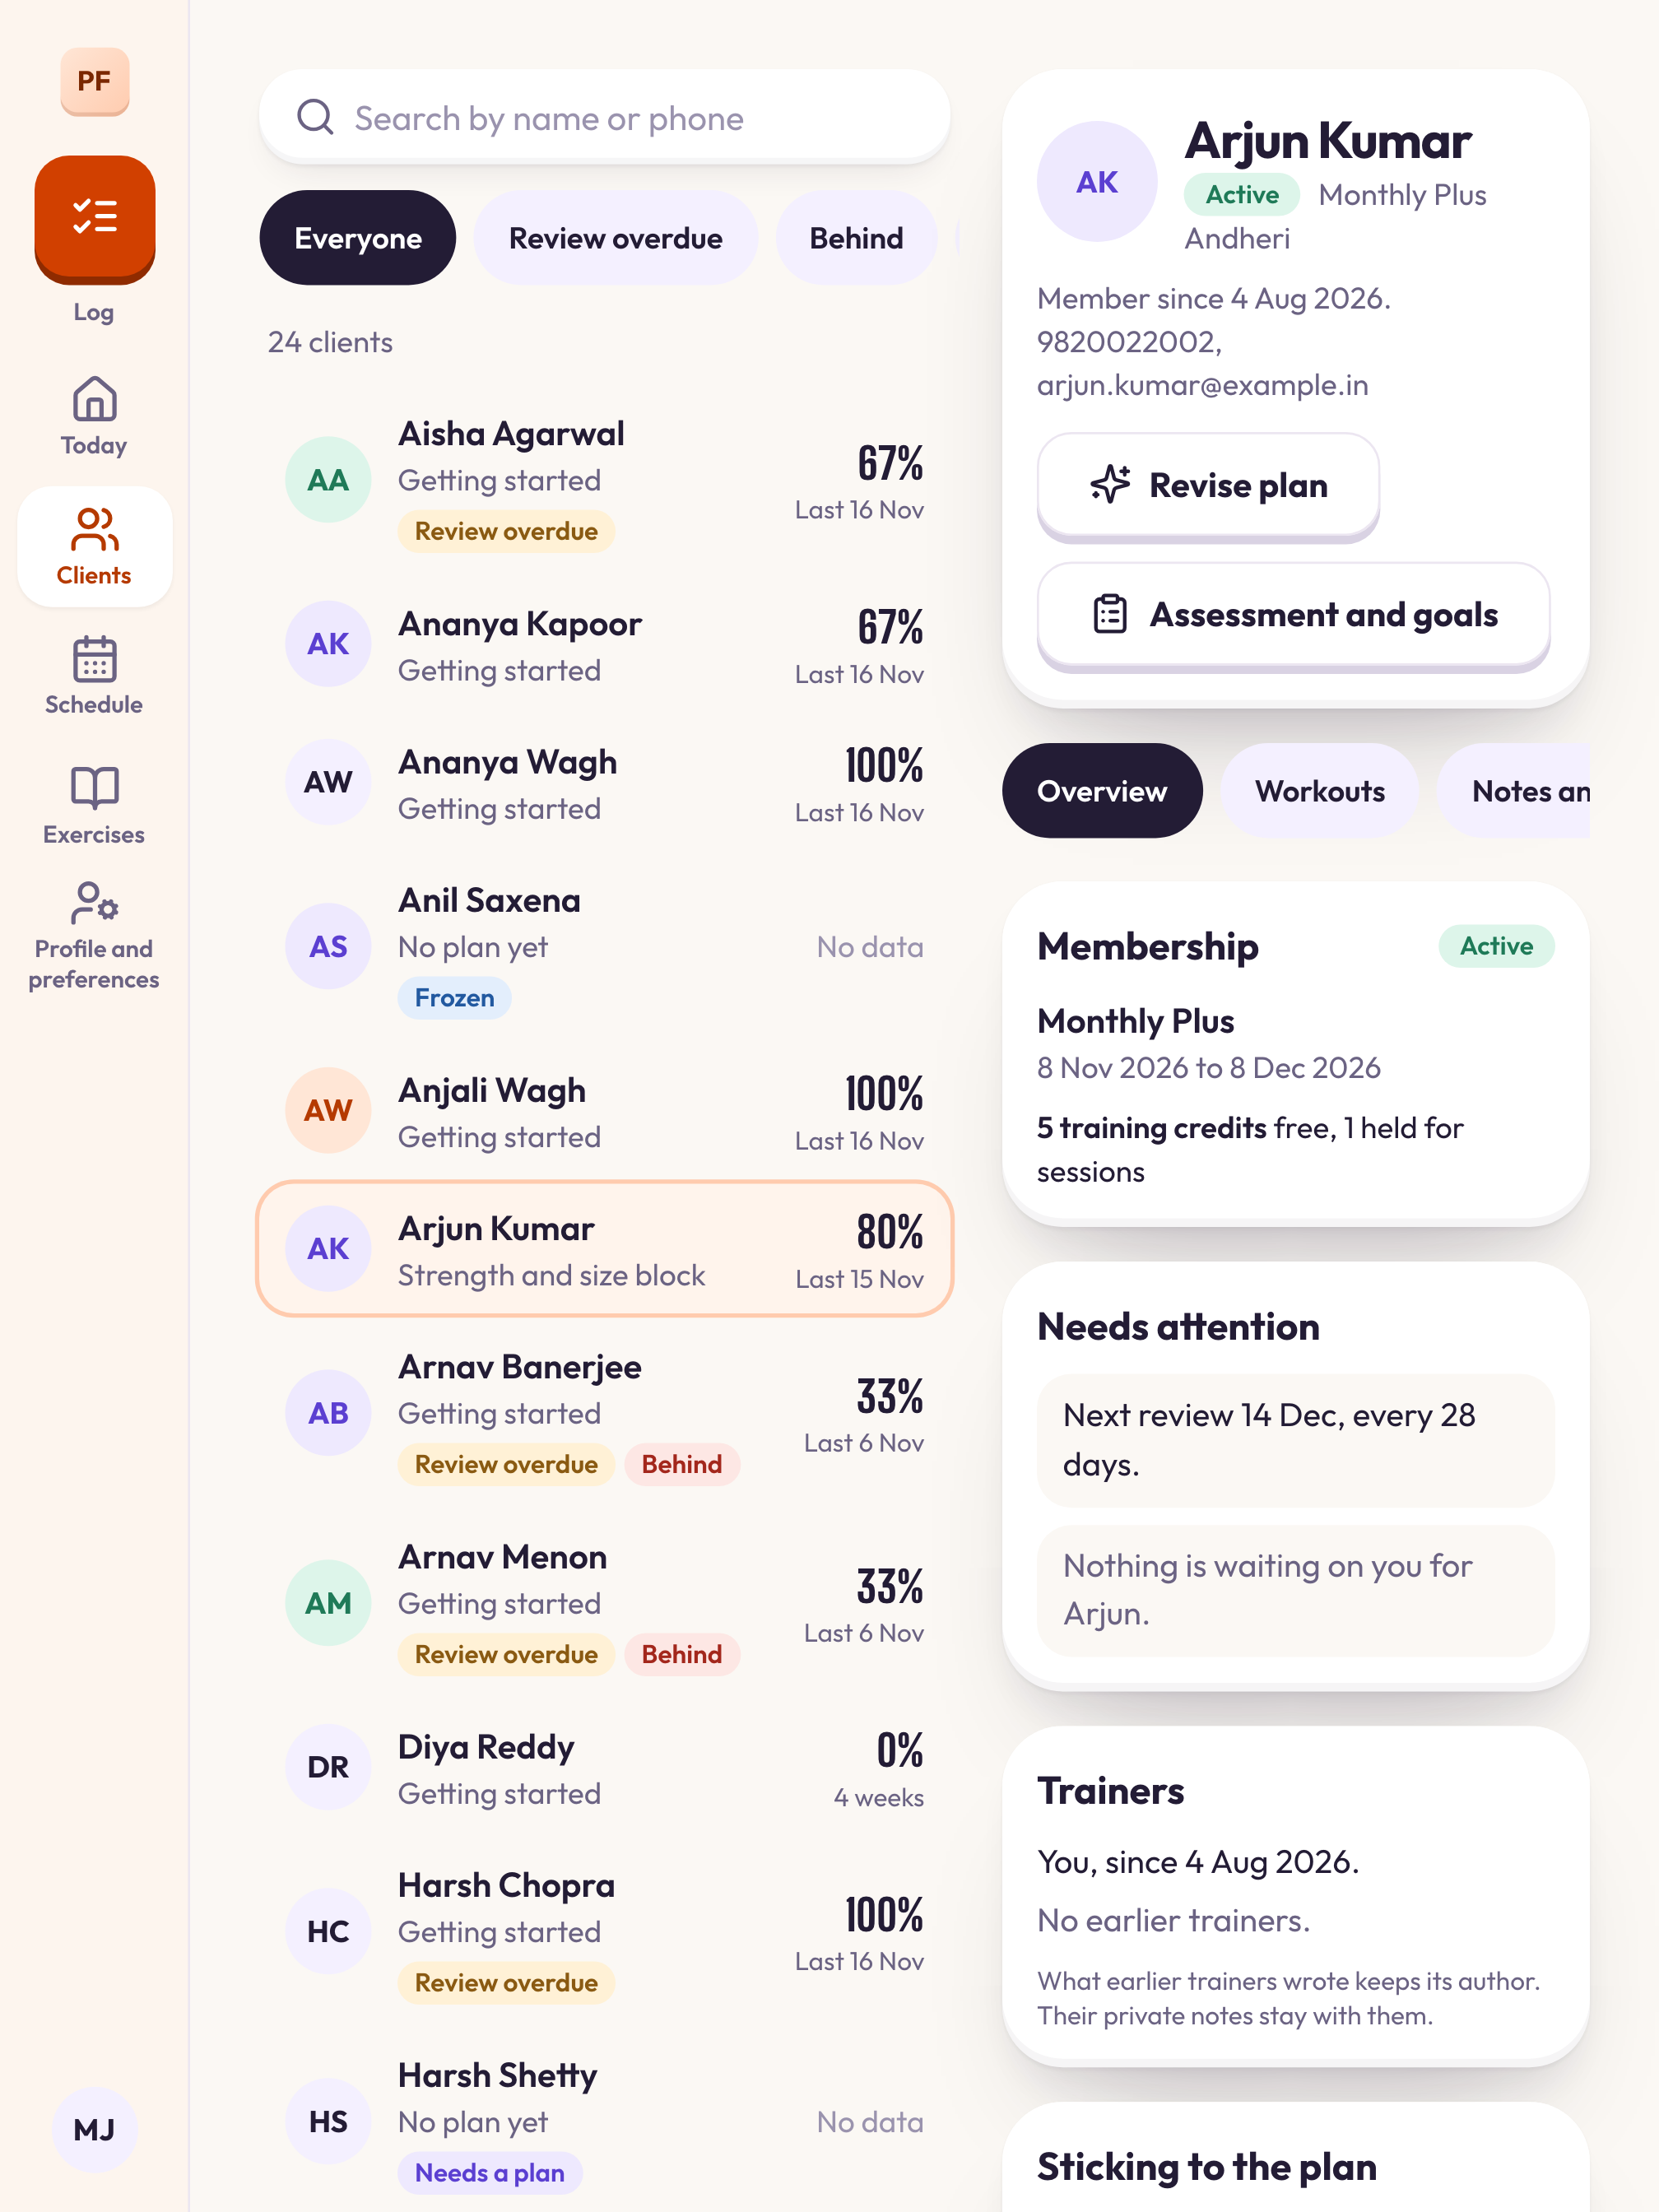 PF
Log
Today
Clients
Schedule
Exercises
Profile and
preferences
MJ
Search by name or phone
Everyone
Review overdue
Behind
24 clients
AA
Aisha Agarwal
Getting started
Review overdue
67%
Last 16 Nov
AK
Ananya Kapoor
Getting started
67%
Last 16 Nov
AW
Ananya Wagh
Getting started
100%
Last 16 Nov
AS
Anil Saxena
No plan yet
Frozen
No data
AW
Anjali Wagh
Getting started
100%
Last 16 Nov
AK
Arjun Kumar
Strength and size block
80%
Last 15 Nov
AB
Arnav Banerjee
Getting started
Review overdue
Behind
33%
Last 6 Nov
AM
Arnav Menon
Getting started
Review overdue
Behind
33%
Last 6 Nov
DR
Diya Reddy
Getting started
0%
4 weeks
HC
Harsh Chopra
Getting started
Review overdue
100%
Last 16 Nov
HS
Harsh Shetty
No plan yet
Needs a plan
No data
AK
Arjun Kumar
Active
Monthly Plus
Andheri
Member since 4 Aug 2026.
9820022002,
arjun.kumar@example.in
Revise plan
Assessment and goals
Overview
Workouts
Notes an
Membership
Active
Monthly Plus
8 Nov 2026 to 8 Dec 2026
5 training credits free, 1 held for
sessions
Needs attention
Next review 14 Dec, every 28
days.
Nothing is waiting on you for
Arjun.
Trainers
You, since 4 Aug 2026.
No earlier trainers.
What earlier trainers wrote keeps its author.
Their private notes stay with them.
Sticking to the plan